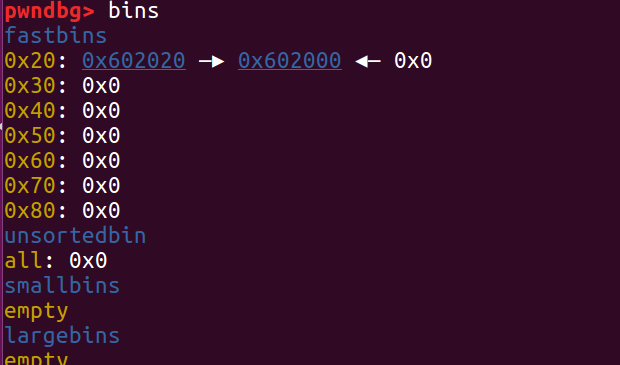 pwndbg> bins
fastbins
0x20: 0x602020 —▸ 0x602000 ◂— 0x0
0x30: 0x0
0x40: 0x0
0x50: 0x0
0x60: 0x0
0x70: 0x0
0x80: 0x0
unsortedbin
all: 0x0
smallbins
empty
largebins
empty